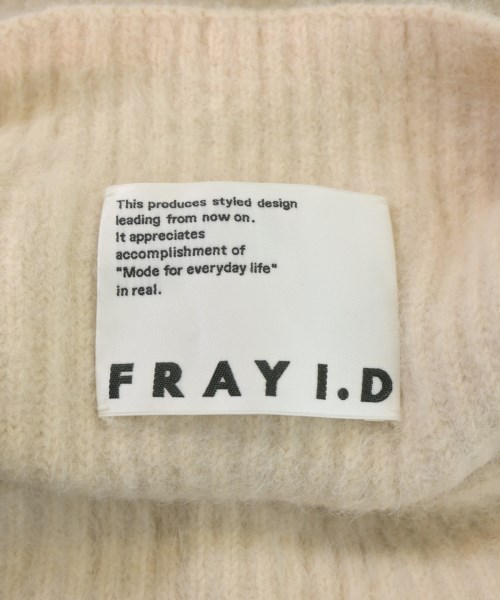 This produces styled design
leading from now on.
It appreciates
accomplishment of
"Mode for everyday life"
in real.
FRAY I.D